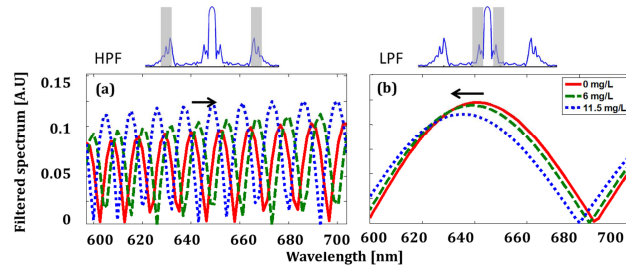 HPF
LPF
Filtered spectrum [A.U]
0.15
0.1
0.05
0
(a)
600
620
640
660
680
700
(b)
0 mg/L
6 mg/L
11.5 mg/L
600
620
640
660
680
700
Wavelength [nm]